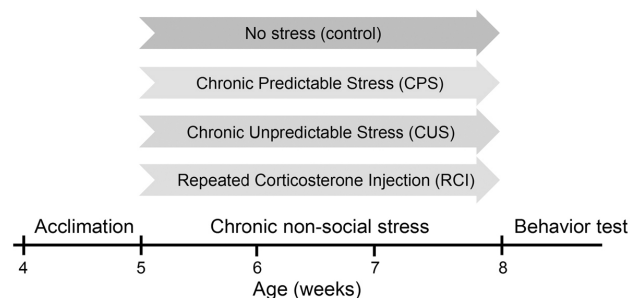 No stress (control)
Chronic Predictable Stress (CPS)
Chronic Unpredictable Stress (CUS)
Repeated Corticosterone Injection (RCI)
Acclimation Chronic non-social stress Behavior test
4 5 6 7 8
Age (weeks)